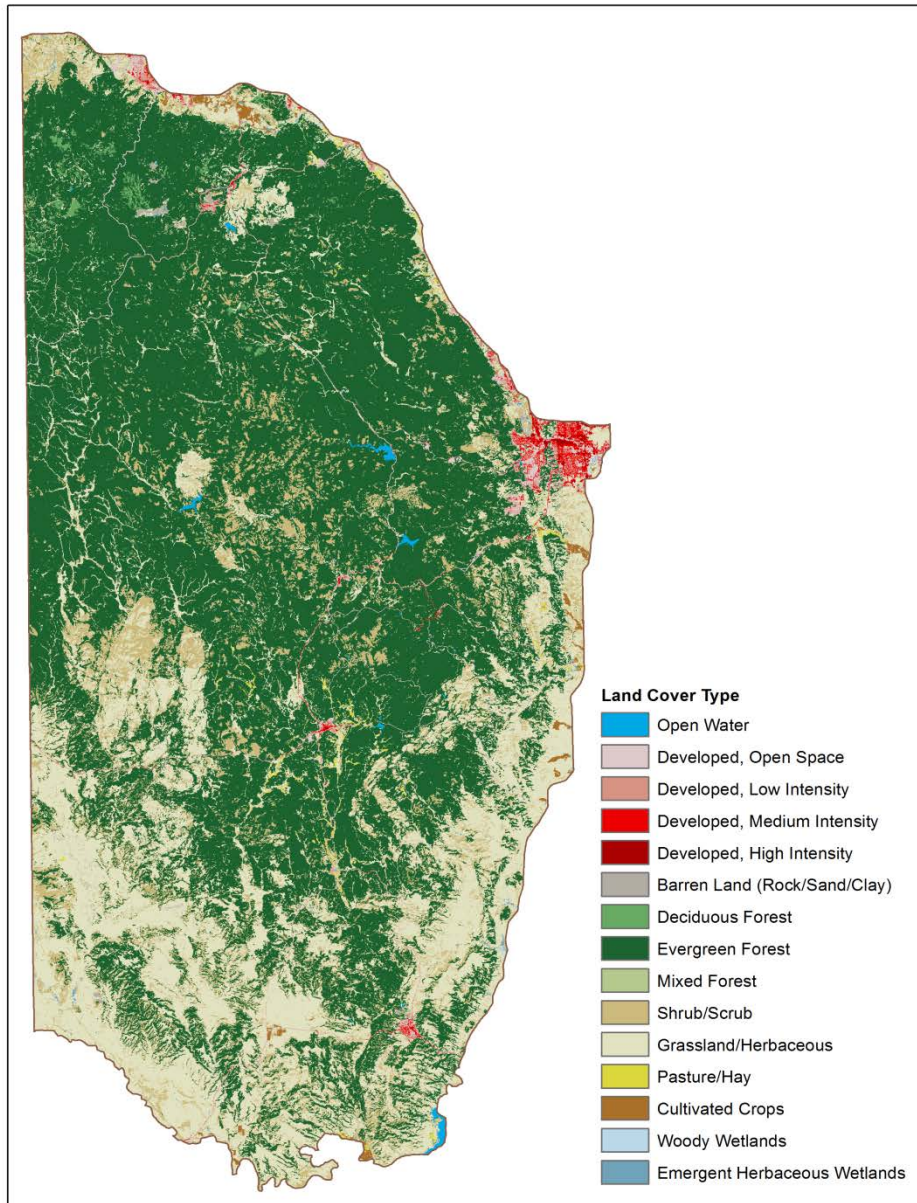 Land Cover Type
Open Water
Developed, Open Space
Developed, Low Intensity
Developed, Medium Intensity
Developed, High Intensity
Barren Land (Rock/Sand/Clay)
Deciduous Forest
Evergreen Forest
Mixed Forest
Shrub/Scrub
Grassland/Herbaceous
Pasture/Hay
Cultivated Crops
Woody Wetlands
Emergent Herbaceous Wetlands